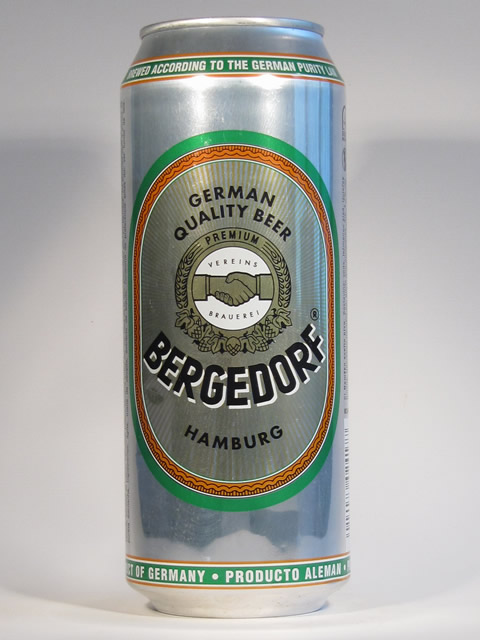 BREWED ACCORDING TO THE GERMAN PURITY LAW
GERMAN
QUALITY BEER
PREMIUM
VEREINS
BRAUEREI
BERGEDORF®
HAMBURG
CT OF GERMANY • PRODUCTO ALEMAN •